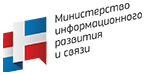 Министерство
информационного
развития
и связи